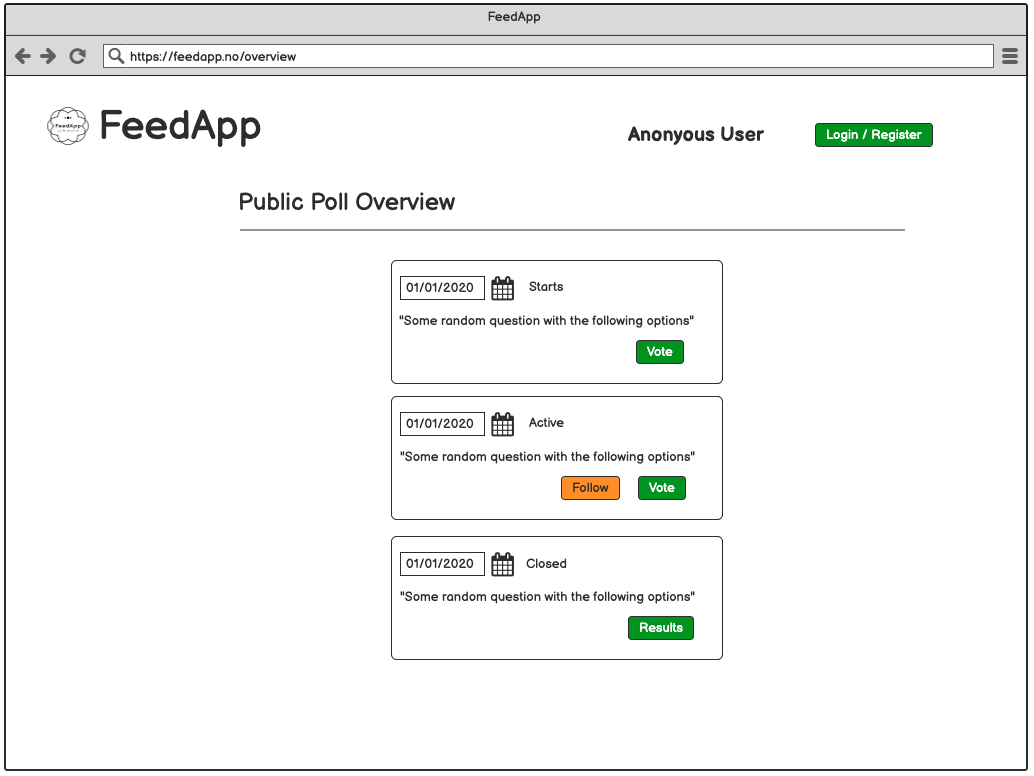 FeedApp
https://feedapp.no/overview
FeedApp
FeedApp
Anonyous User
Login / Register
Public Poll Overview
01/01/2020 Starts
"Some random question with the following options"
Vote
01/01/2020 Active
"Some random question with the following options"
Follow Vote
01/01/2020 Closed
"Some random question with the following options"
Results